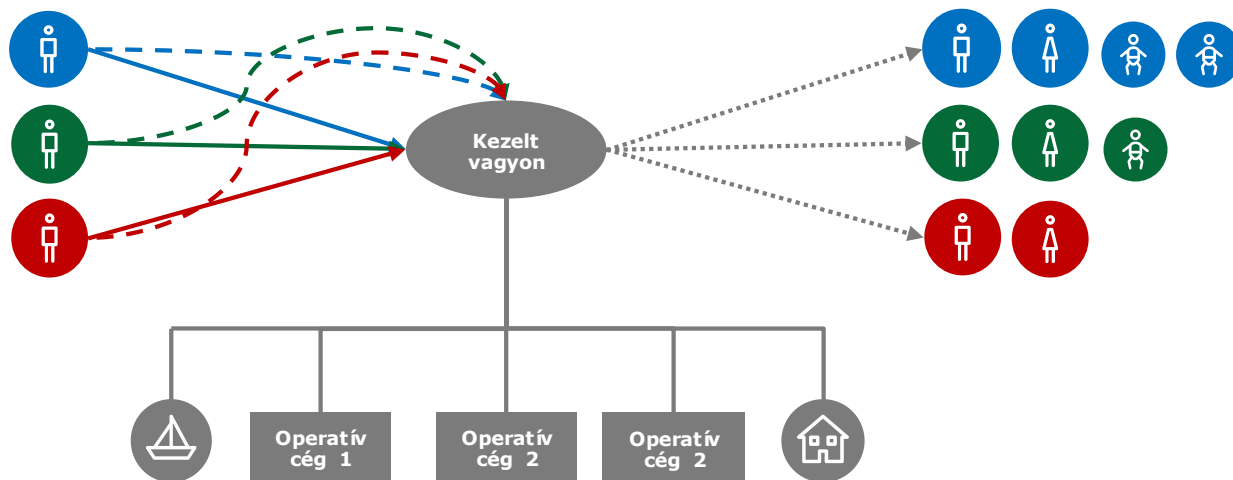 Kezelt
vagyon
Operatív
cég 1
Operatív
cég 2
Operatív
cég 2